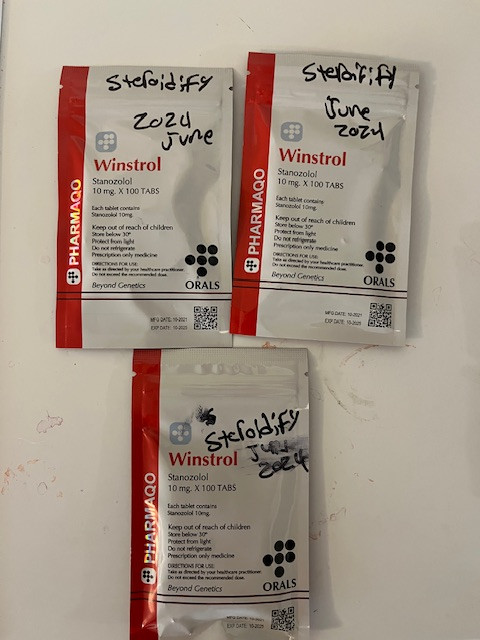 Steroidify
2024
June
PHARMAQO
Winstrol
Stanozolol
10 mg. X 100 TABS
Each tablet contains
Stanozolol 10mg.
Keep out of reach of children
Store below 30°
Protect from light
Do not refrigerate
Prescription only medicine
DIRECTIONS FOR USE:
Take as directed by your healthcare practitioner.
Do not exceed the recommended dose.
Beyond Genetics
ORALS
MFG DATE: 10-2021
EXP DATE: 10-2025
Steroidify
June
2024
PHARMAQO
Winstrol
Stanozolol
10 mg. X 100 TABS
Each tablet contains
Stanozolol 10mg.
Keep out of reach of children
Store below 30°
Protect from light
Do not refrigerate
Prescription only medicine
DIRECTIONS FOR USE:
Take as directed by your healthcare practitioner.
Do not exceed the recommended dose.
Beyond Genetics
ORALS
MFG DATE: 10-2021
EXP DATE: 10-2025
Steroidify
2024
PHARMAQO
Winstrol
Stanozolol
10 mg. X 100 TABS
Each tablet contains
Stanozolol 10mg.
Keep out of reach of children
Store below 30°
Protect from light
Do not refrigerate
Prescription only medicine
DIRECTIONS FOR USE:
Take as directed by your healthcare practitioner.
Do not exceed the recommended dose.
Beyond Genetics
ORALS
EXP DATE: 10-2025